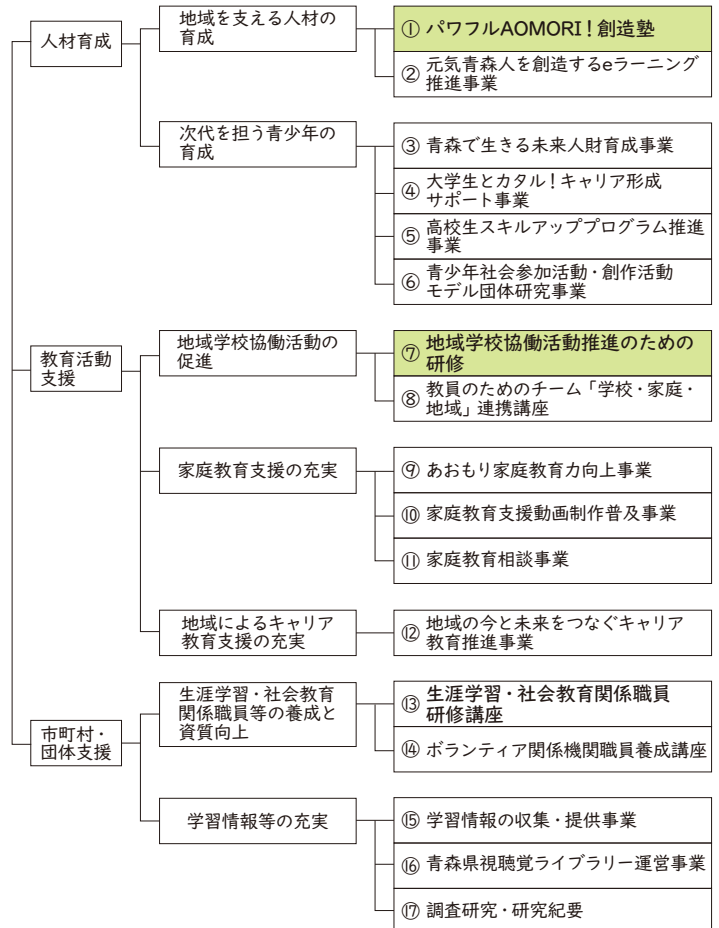 人材育成
地域を支える人材の
育成
① パワフルAOMORI！創造塾
② 元気青森人を創造するeラーニング
推進事業
次代を担う青少年の
育成
③ 青森で生きる未来人財育成事業
④ 大学生とカタル！キャリア形成
サポート事業
⑤ 高校生スキルアッププログラム推進
事業
⑥ 青少年社会参加活動・創作活動
モデル団体研究事業
教育活動
支援
地域学校協働活動の
促進
⑦ 地域学校協働活動推進のための
研修
⑧ 教員のためのチーム「学校・家庭・
地域」連携講座
家庭教育支援の充実
⑨ あおもり家庭教育力向上事業
⑩ 家庭教育支援動画制作普及事業
⑪ 家庭教育相談事業
地域によるキャリア
教育支援の充実
⑫ 地域の今と未来をつなぐキャリア
教育推進事業
市町村・
団体支援
生涯学習・社会教育
関係職員等の養成と
資質向上
⑬ 生涯学習・社会教育関係職員
研修講座
⑭ ボランティア関係機関職員養成講座
学習情報等の充実
⑮ 学習情報の収集・提供事業
⑯ 青森県視聴覚ライブラリー運営事業
⑰ 調査研究・研究紀要